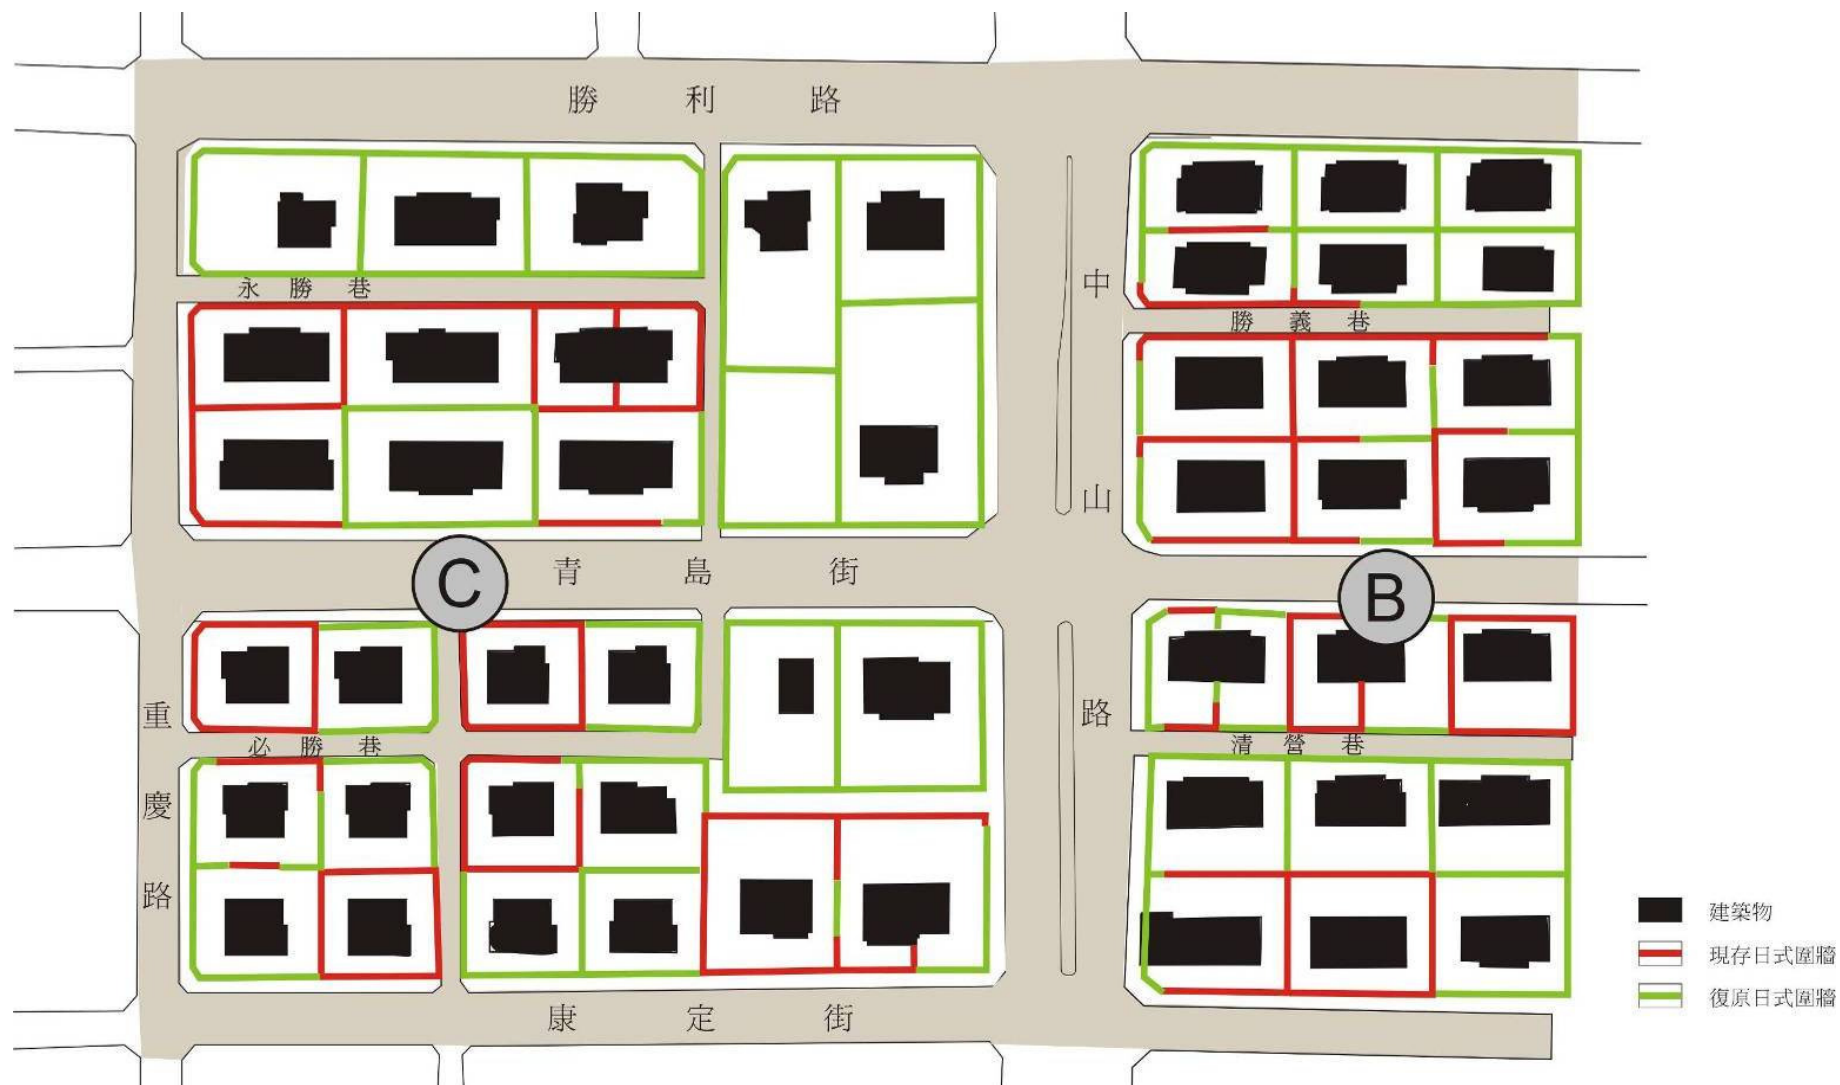 勝利路
永勝巷
中山路
勝義巷
C
青島街
B
重慶路
必勝巷
清營巷
康定街
建築物
現存日式圍牆
復原日式圍牆